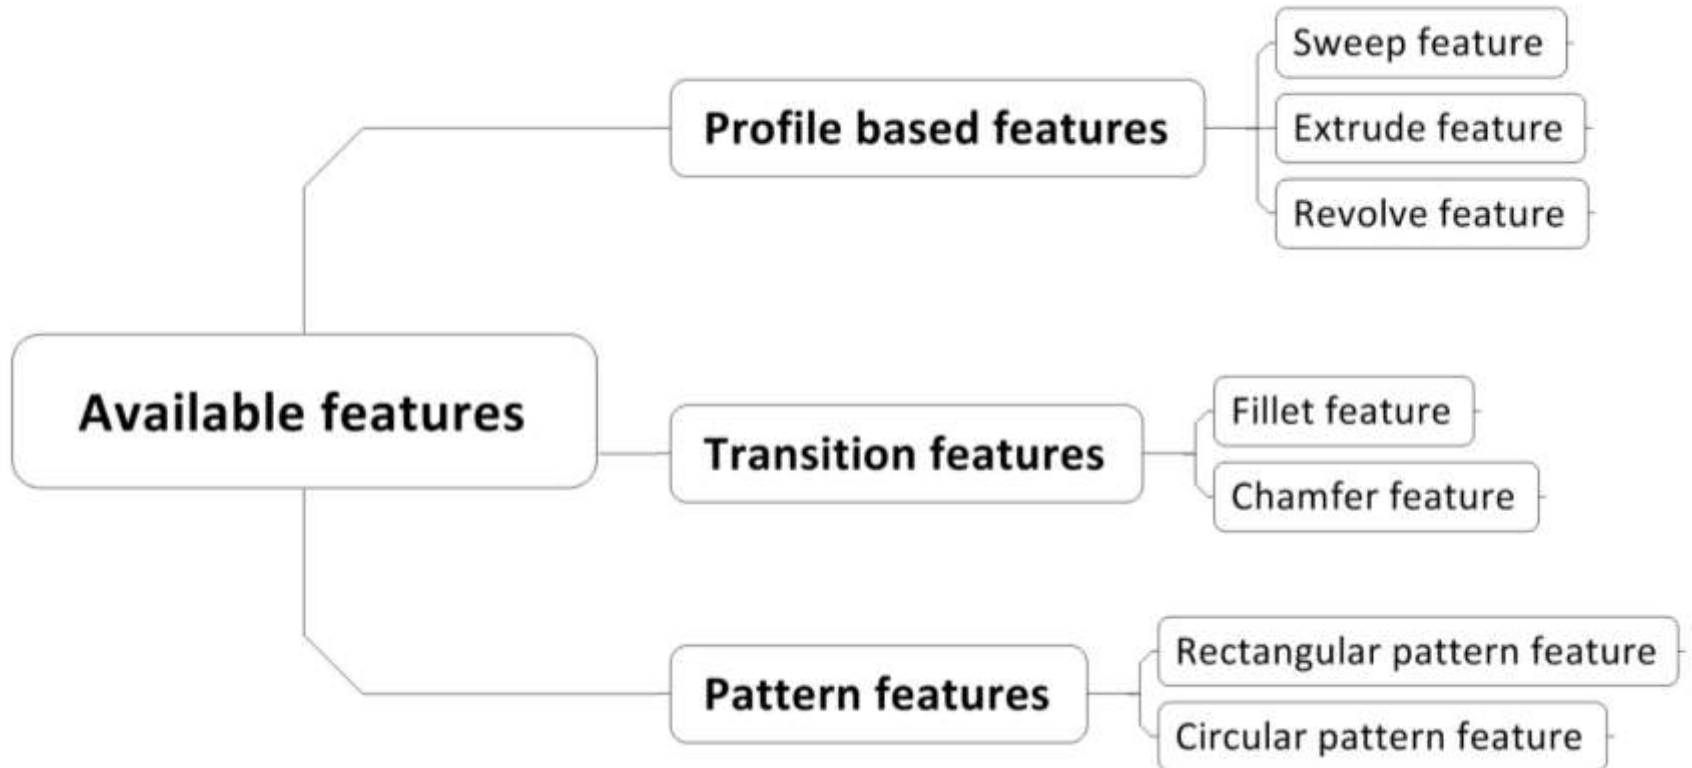 Available features
Profile based features
Sweep feature
Extrude feature
Revolve feature
Transition features
Fillet feature
Chamfer feature
Pattern features
Rectangular pattern feature
Circular pattern feature